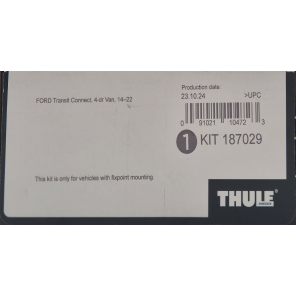 Production date
23.10.24 >UPC
FORD Transit Connect, 4-dr Van, 14–22
0 91021 10472 3
1 KIT 187029
This kit is only for vehicles with fixpoint mounting.
THULE